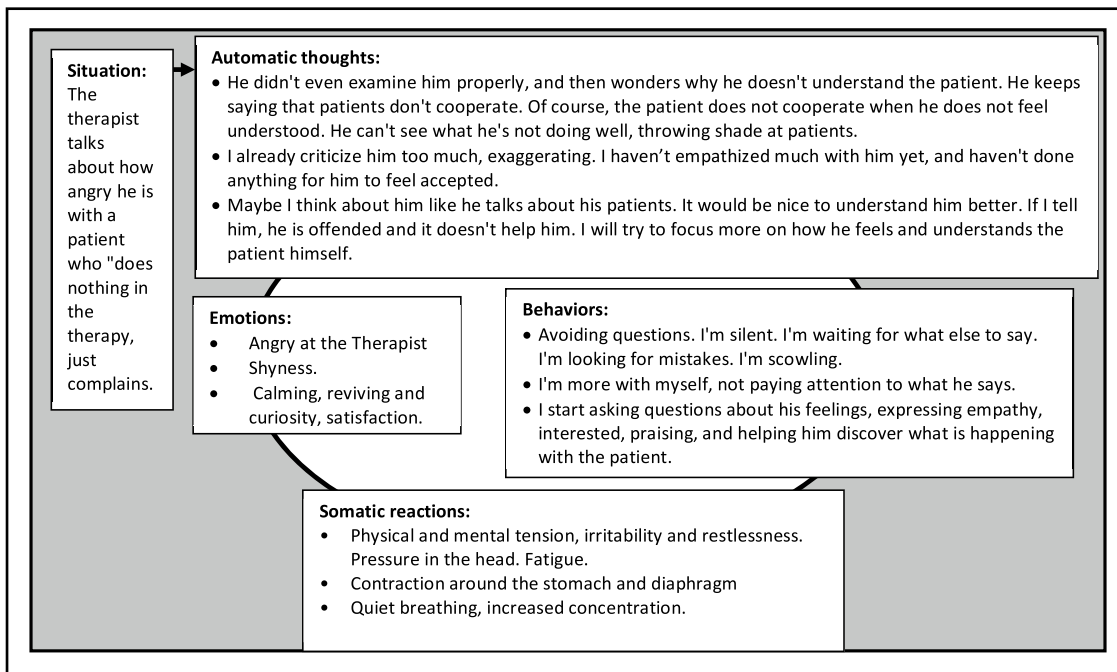 Situation:
The
therapist
talks
about how
angry he is
with a
patient
who "does
nothing in
the
therapy,
just
complains.
Automatic thoughts:
• He didn't even examine him properly, and then wonders why he doesn't understand the patient. He keeps
saying that patients don't cooperate. Of course, the patient does not cooperate when he does not feel
understood. He can't see what he's not doing well, throwing shade at patients.
• I already criticize him too much, exaggerating. I haven’t empathized much with him yet, and haven't done
anything for him to feel accepted.
• Maybe I think about him like he talks about his patients. It would be nice to understand him better. If I tell
him, he is offended and it doesn't help him. I will try to focus more on how he feels and understands the
patient himself.
Emotions:
• Angry at the Therapist
• Shyness.
• Calming, reviving and
curiosity, satisfaction.
Behaviors:
• Avoiding questions. I'm silent. I'm waiting for what else to say.
I'm looking for mistakes. I'm scowling.
• I'm more with myself, not paying attention to what he says.
• I start asking questions about his feelings, expressing empathy,
interested, praising, and helping him discover what is happening
with the patient.
Somatic reactions:
• Physical and mental tension, irritability and restlessness.
Pressure in the head. Fatigue.
• Contraction around the stomach and diaphragm
• Quiet breathing, increased concentration.